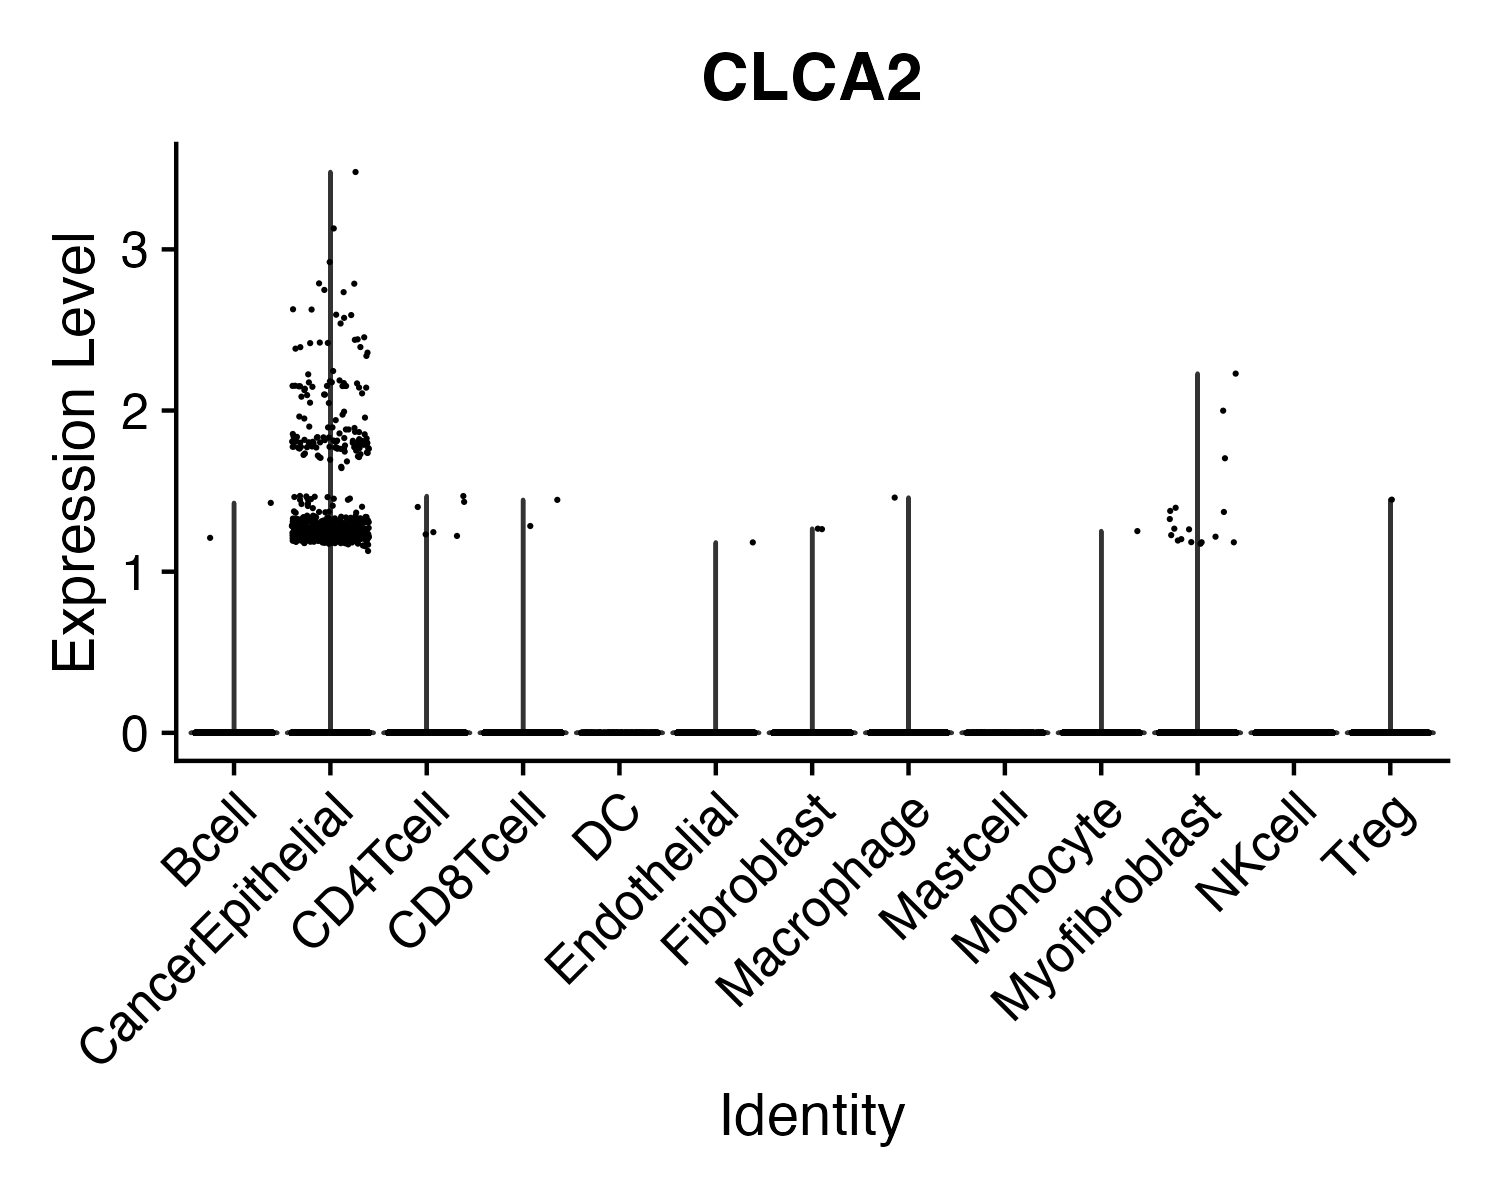 CLCA2
Expression Level
3
2
1
0
Bcell
CancerEpithelial
CD4Tcell
CD8Tcell
DC
Endothelial
Fibroblast
Macrophage
Mastcell
Monocyte
Myofibroblast
NKcell
Treg
Identity